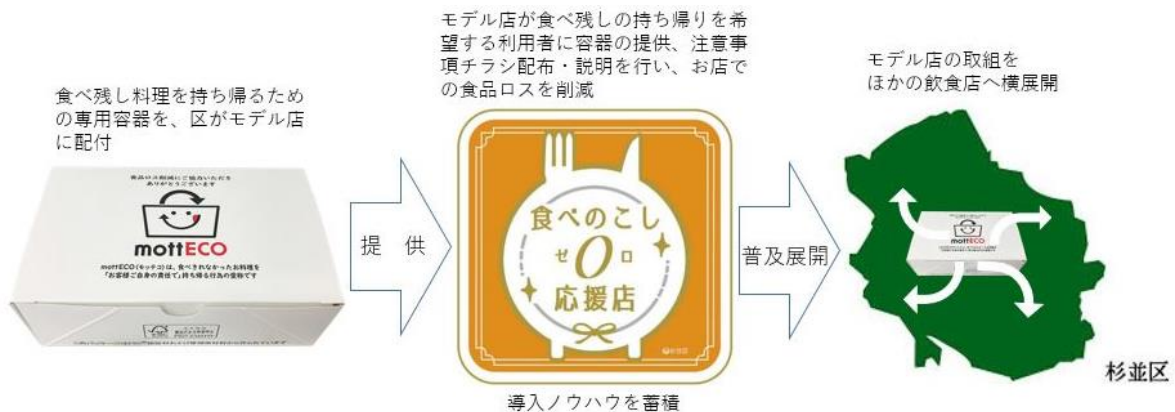 食べ残し料理を持ち帰るため
の専用容器を、区がモデル店
に配付
食品ロス削減にご協力いただき
ありがとうございます
mottECO
mottECO(モッテコ)は、食べきれなかったお料理を
「お客様ご自身の責任で」持ち帰る行為の愛称です
提 供
モデル店が食べ残しの持ち帰りを希
望する利用者に容器の提供、注意事
項チラシ配布・説明を行い、お店で
の食品ロスを削減
食べのこし
ゼ0ロ
応援店
杉並区
導入ノウハウを蓄積
普及展開
モデル店の取組を
ほかの飲食店へ横展開
mottECO
杉並区